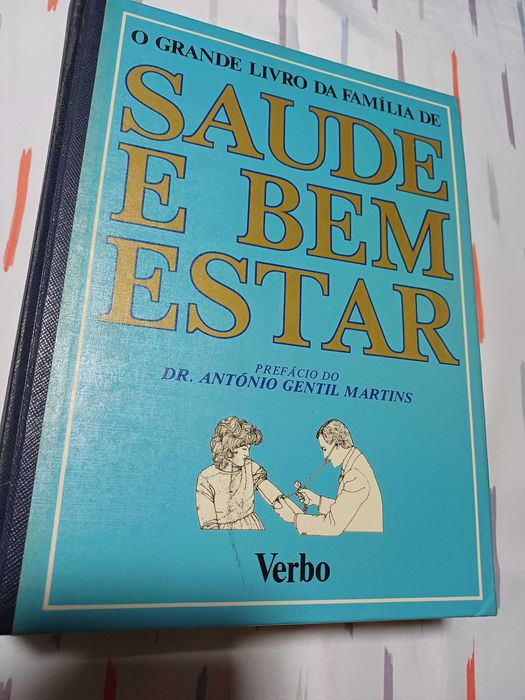 O GRANDE LIVRO DA FAMÍLIA DE
SAUDE
E BEM
ESTAR
PREFÁCIO DO
DR. ANTÓNIO GENTIL MARTINS
Verbo